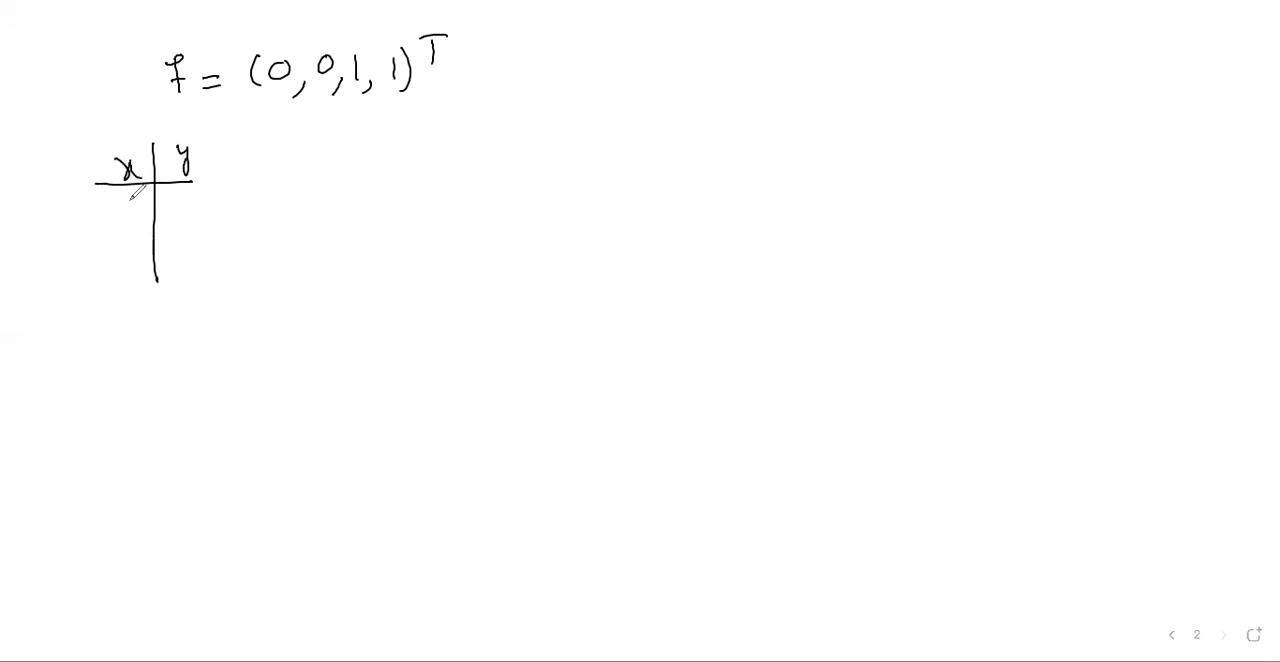 f = (0, 0, 1, 1)^T
x | y
< 2 >